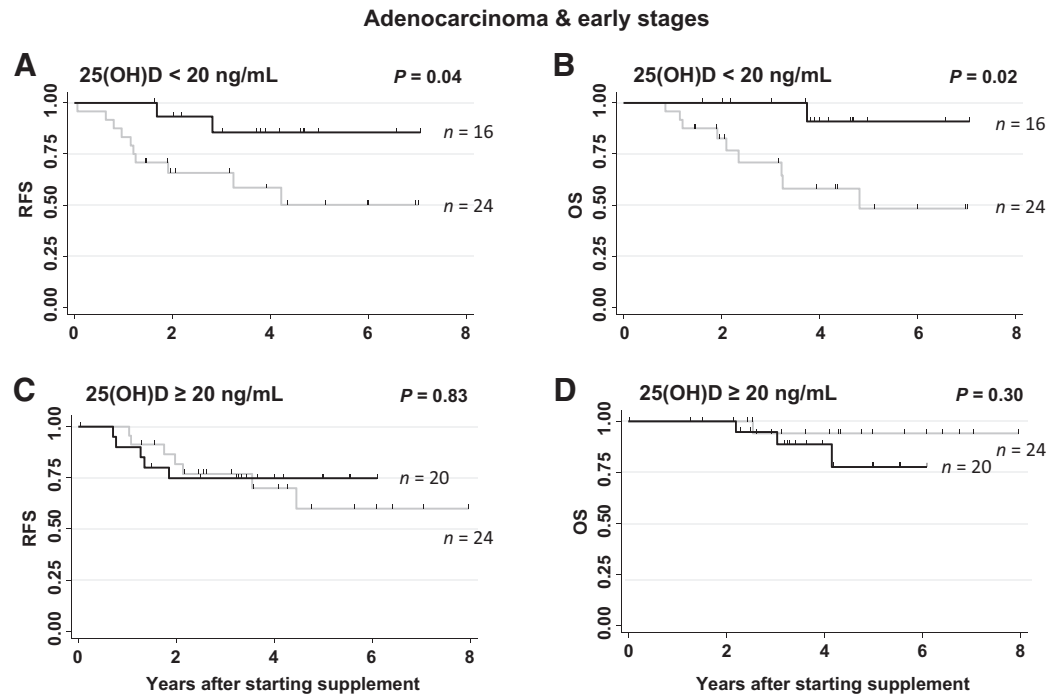 Adenocarcinoma & early stages
A
25(OH)D < 20 ng/mL
P = 0.04
RFS
1.00
0.75
0.50
0.25
0.00
n = 16
n = 24
0 2 4 6 8
B
25(OH)D < 20 ng/mL
P = 0.02
OS
1.00
0.75
0.50
0.25
0.00
n = 16
n = 24
0 2 4 6 8
C
25(OH)D ≥ 20 ng/mL
P = 0.83
RFS
1.00
0.75
0.50
0.25
0.00
n = 20
n = 24
0 2 4 6 8
Years after starting supplement
D
25(OH)D ≥ 20 ng/mL
P = 0.30
OS
1.00
0.75
0.50
0.25
0.00
n = 24
n = 20
0 2 4 6 8
Years after starting supplement